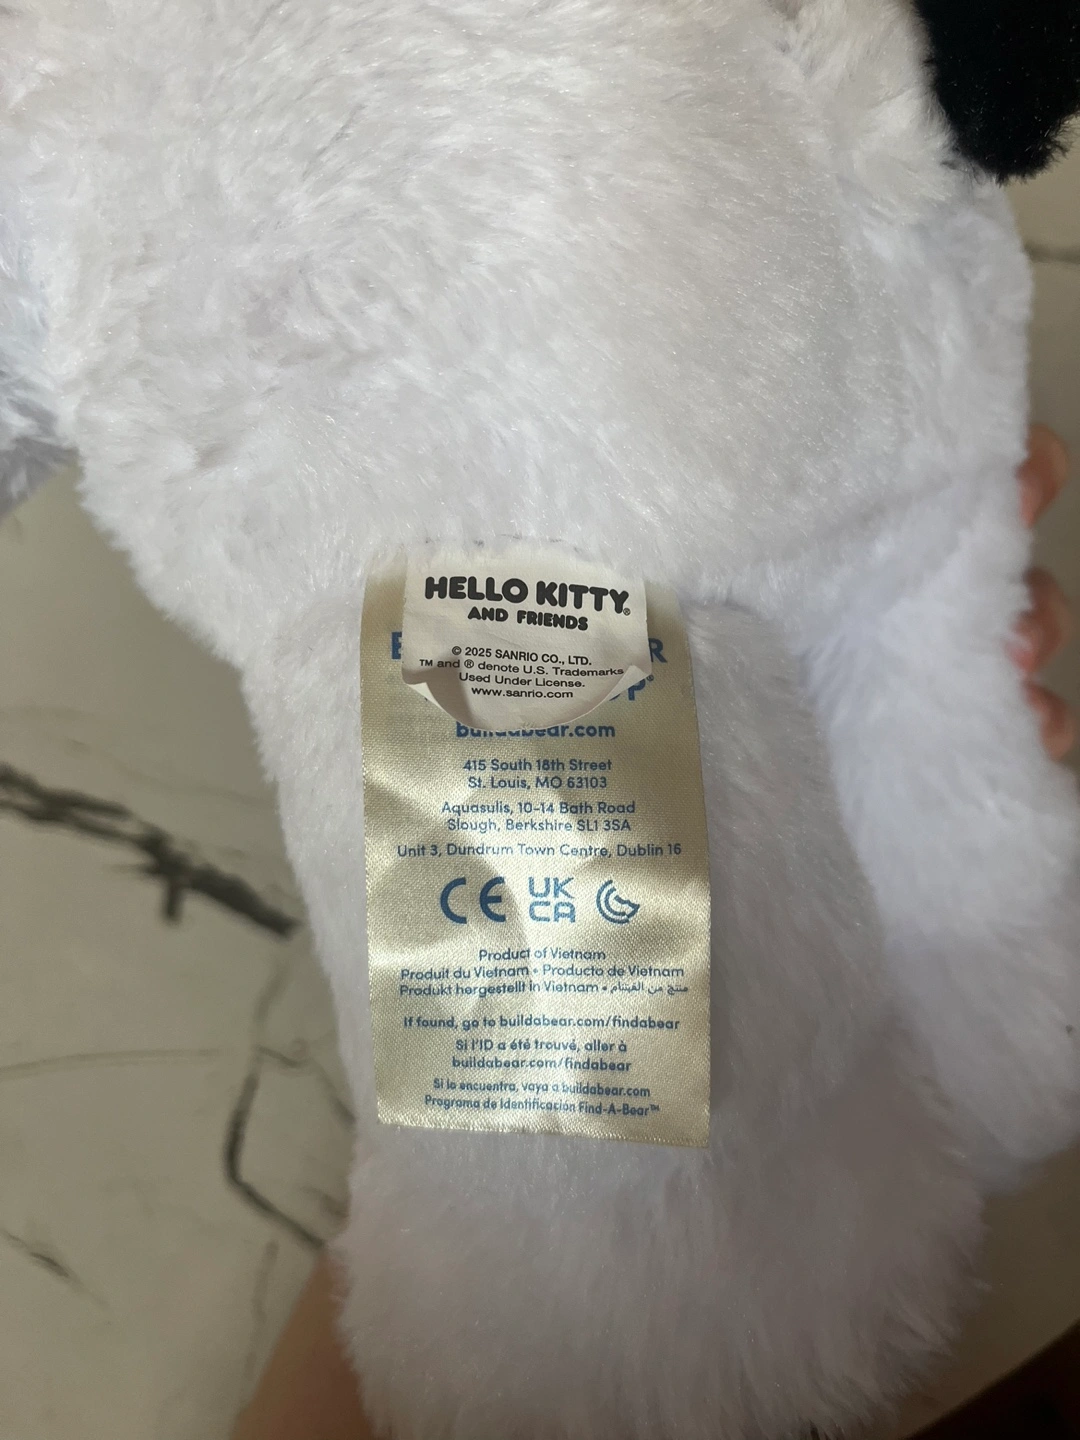 HELLO KITTY®
AND FRIENDS
© 2025 SANRIO CO., LTD.
TM and ® denote U.S. Trademarks
Used Under License.
www.sanrio.com
415 South 18th Street
St. Louis, MO 63103
Aquasulis, 10-14 Bath Road
Slough, Berkshire SL1 3SA
Unit 3, Dundrum Town Centre, Dublin 16
CE UK
CA
Product of Vietnam
Produit du Vietnam • Producto de Vietnam
Produkt hergestellt in Vietnam • منتج من الفيتنام
If found, go to buildabear.com/findabear
Si l'ID a été trouvé, aller à
buildabear.com/findabear
Si lo encuentra, vaya a buildabear.com
Programa de Identificación Find-A-Bear™